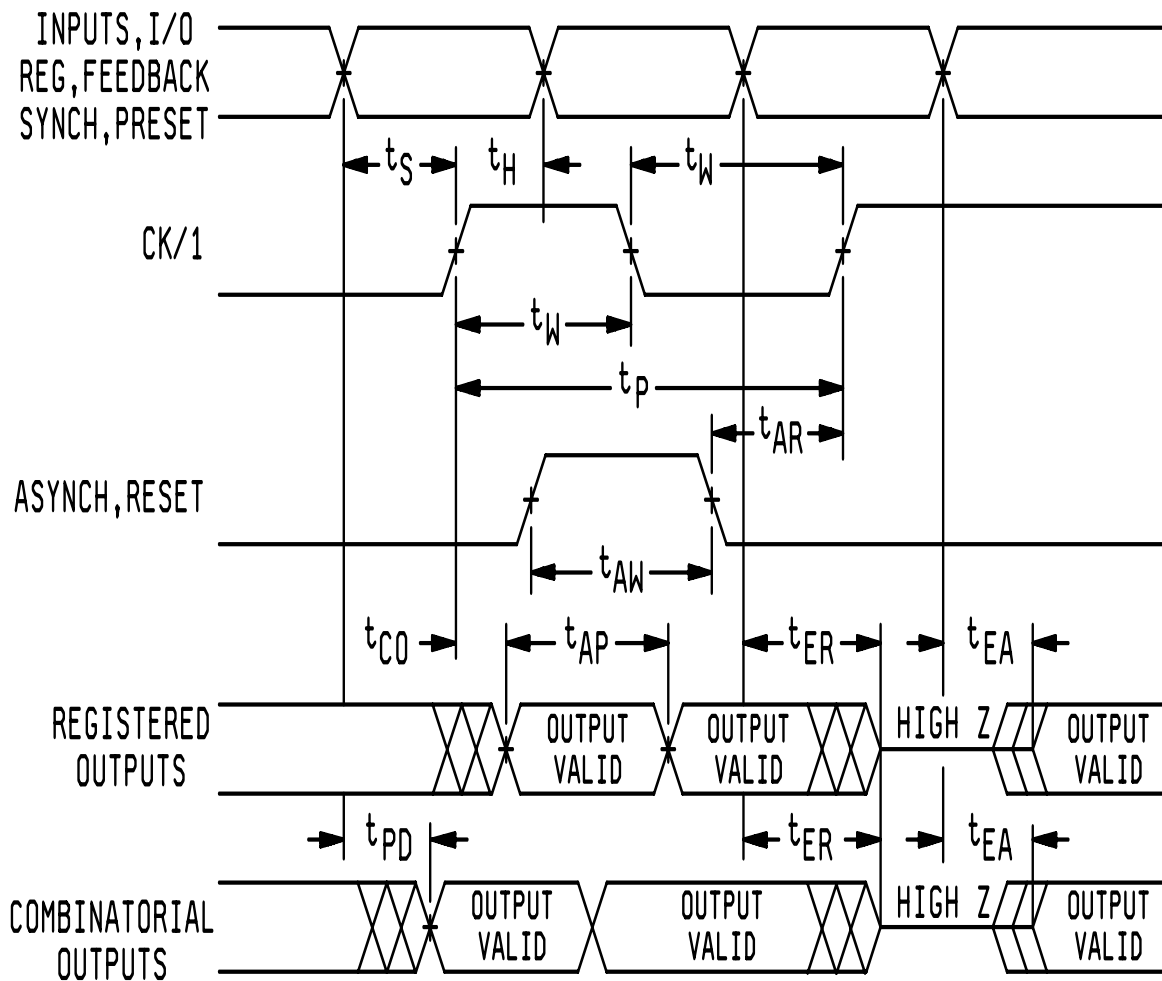 INPUTS,I/O
REG,FEEDBACK
SYNCH,PRESET
tS
tH
tW
CK/1
tW
tP
tAR
ASYNCH,RESET
tAW
tCO
tAP
tER
tEA
REGISTERED
OUTPUTS
OUTPUT
VALID
OUTPUT
VALID
HIGH Z
OUTPUT
VALID
tPD
tER
tEA
COMBINATORIAL
OUTPUTS
OUTPUT
VALID
OUTPUT
VALID
HIGH Z
OUTPUT
VALID